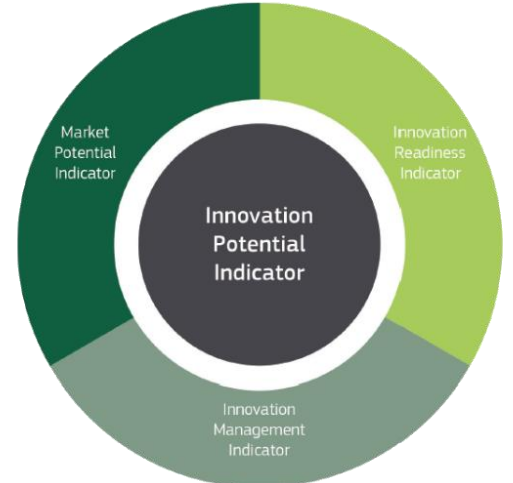 Market
Potential
Indicator
Innovation
Readiness
Indicator
Innovation
Potential
Indicator
Innovation
Management
Indicator